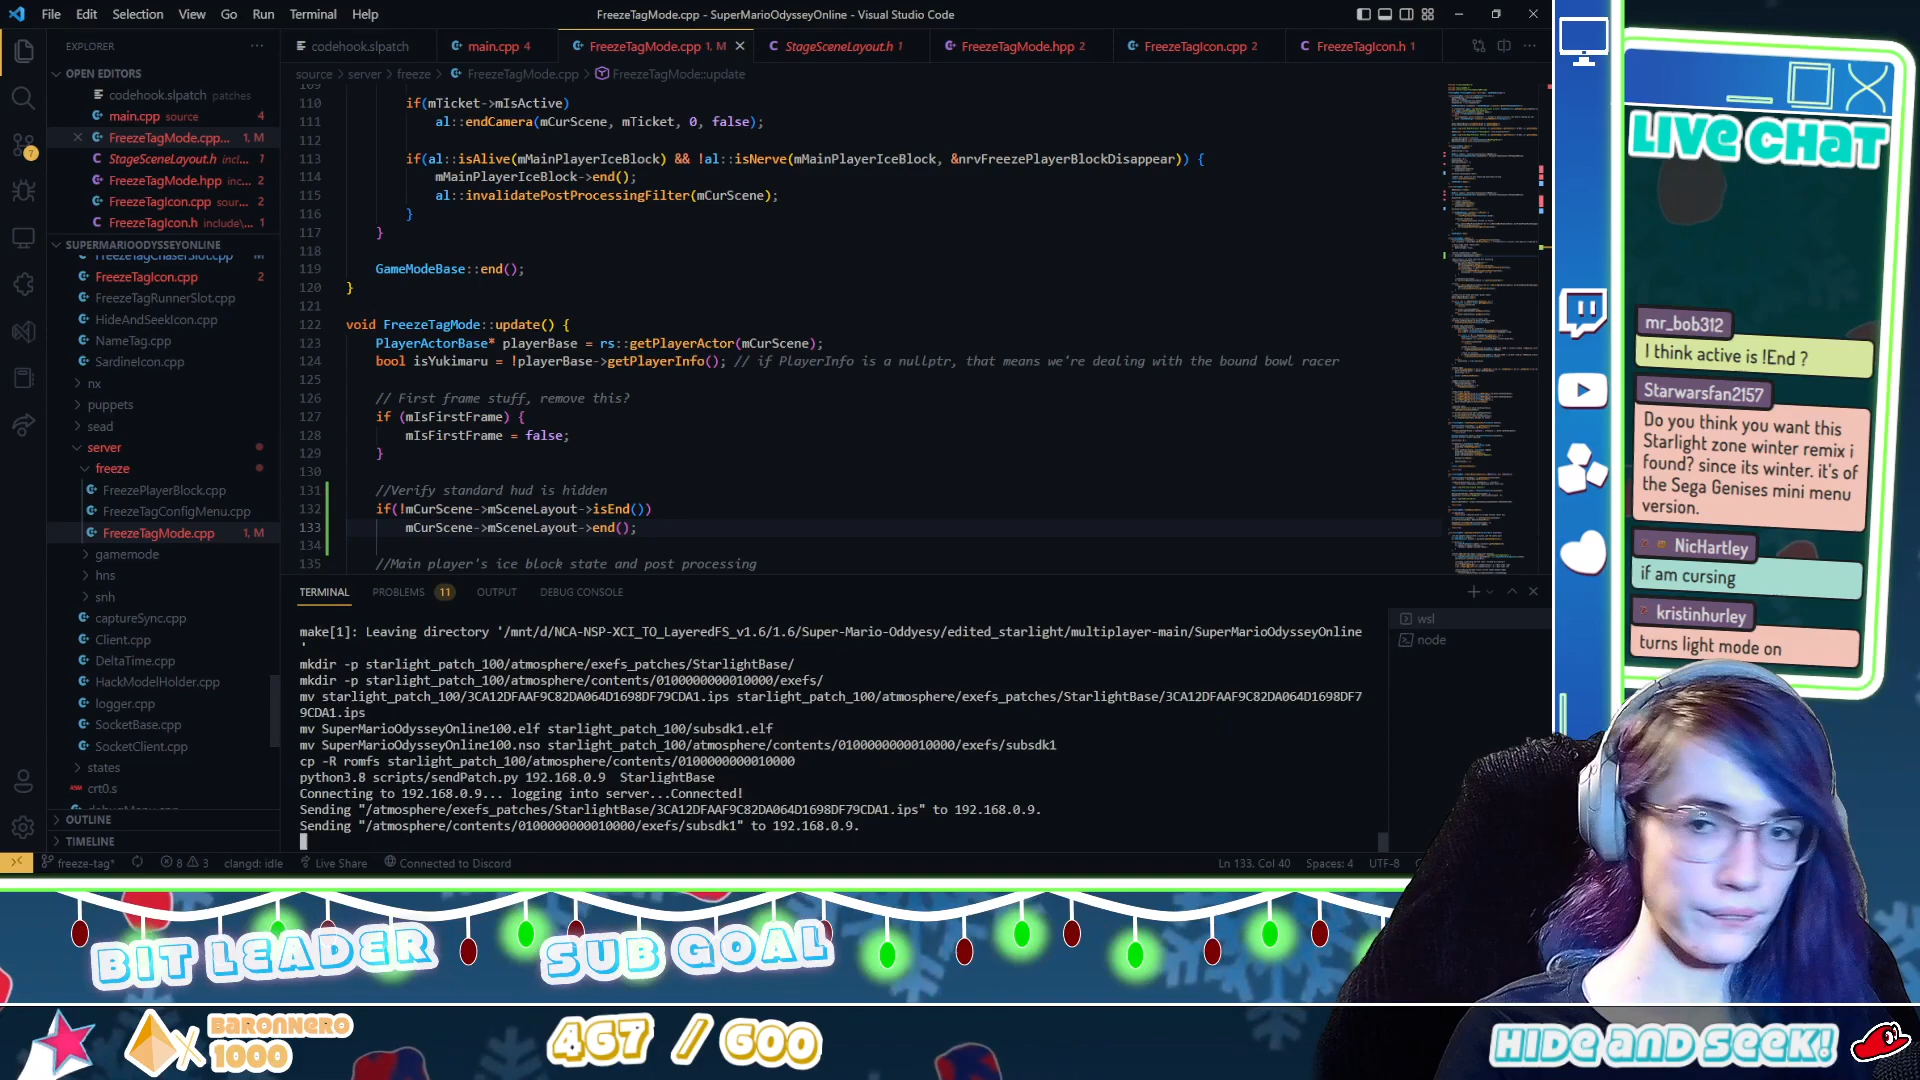 File Edit Selection View Go Run Terminal Help
FreezeTagMode.cpp - SuperMarioOdysseyOnline - Visual Studio Code
EXPLORER
codehook.slpatch
main.cpp 4
FreezeTagMode.cpp 1, M
StageSceneLayout.h 1
FreezeTagMode.hpp 2
FreezeTagIcon.cpp 2
FreezeTagIcon.h 1
source > server > freeze > FreezeTagMode.cpp > FreezeTagMode::update
OPEN EDITORS
codehook.slpatch patches
main.cpp source 4
FreezeTagMode.cpp... 1, M
StageSceneLayout.h incl... 1
FreezeTagMode.hpp inc... 2
FreezeTagIcon.cpp sour... 2
FreezeTagIcon.h include\... 1
SUPERMARIOODYSSEYONLINE
FreezeTagChaserSlot.cpp M
FreezeTagIcon.cpp 2
FreezeTagRunnerSlot.cpp
HideAndSeekIcon.cpp
NameTag.cpp
SardineIcon.cpp
nx
puppets
sead
server
freeze
FreezePlayerBlock.cpp
FreezeTagConfigMenu.cpp
FreezeTagMode.cpp 1, M
gamemode
hns
snh
captureSync.cpp
Client.cpp
DeltaTime.cpp
HackModelHolder.cpp
logger.cpp
SocketBase.cpp
SocketClient.cpp
states
crt0.s
OUTLINE
TIMELINE
7
109
110 if(mTicket->mIsActive)
111 al::endCamera(mCurScene, mTicket, 0, false);
112
113 if(al::isAlive(mMainPlayerIceBlock) && !al::isNerve(mMainPlayerIceBlock, &nrvFreezePlayerBlockDisappear)) {
114 mMainPlayerIceBlock->end();
115 al::invalidatePostProcessingFilter(mCurScene);
116 }
117 }
118
119 GameModeBase::end();
120 }
121
122 void FreezeTagMode::update() {
123 PlayerActorBase* playerBase = rs::getPlayerActor(mCurScene);
124 bool isYukimaru = !playerBase->getPlayerInfo(); // if PlayerInfo is a nullptr, that means we're dealing with the bound bowl racer
125
126 // First frame stuff, remove this?
127 if (mIsFirstFrame) {
128 mIsFirstFrame = false;
129 }
130
131 //Verify standard hud is hidden
132 if(!mCurScene->mSceneLayout->isEnd())
133 mCurScene->mSceneLayout->end();
134
135 //Main player's ice block state and post processing
TERMINAL PROBLEMS 11 OUTPUT DEBUG CONSOLE
wsl
node
make[1]: Leaving directory '/mnt/d/NCA-NSP-XCI_TO_LayeredFS_v1.6/1.6/Super-Mario-Oddyesy/edited_starlight/multiplayer-main/SuperMarioOdysseyOnline
'
mkdir -p starlight_patch_100/atmosphere/exefs_patches/StarlightBase/
mkdir -p starlight_patch_100/atmosphere/contents/0100000000010000/exefs/
mv starlight_patch_100/3CA12DFAAF9C82DA064D1698DF79CDA1.ips starlight_patch_100/atmosphere/exefs_patches/StarlightBase/3CA12DFAAF9C82DA064D1698DF7
9CDA1.ips
mv SuperMarioOdysseyOnline100.elf starlight_patch_100/subsdk1.elf
mv SuperMarioOdysseyOnline100.nso starlight_patch_100/atmosphere/contents/0100000000010000/exefs/subsdk1
cp -R romfs starlight_patch_100/atmosphere/contents/0100000000010000
python3.8 scripts/sendPatch.py 192.168.0.9  StarlightBase
Connecting to 192.168.0.9... logging into server...Connected!
Sending "/atmosphere/exefs_patches/StarlightBase/3CA12DFAAF9C82DA064D1698DF79CDA1.ips" to 192.168.0.9.
Sending "/atmosphere/contents/0100000000010000/exefs/subsdk1" to 192.168.0.9.
freeze-tag* 8 3 clangd: idle Live Share Connected to Discord
Ln 133, Col 40 Spaces: 4 UTF-8
LIVE CHAT
mr_bob312
I think active is !End ?
Starwarsfan2157
Do you think you want this
Starlight zone winter remix i
found? since its winter. it's of
the Sega Genises mini menu
version.
NicHartley
if am cursing
kristinhurley
turns light mode on
BIT LEADER
SUB GOAL
BARONNERO
1000
467 / 600
HIDE AND SEEK!